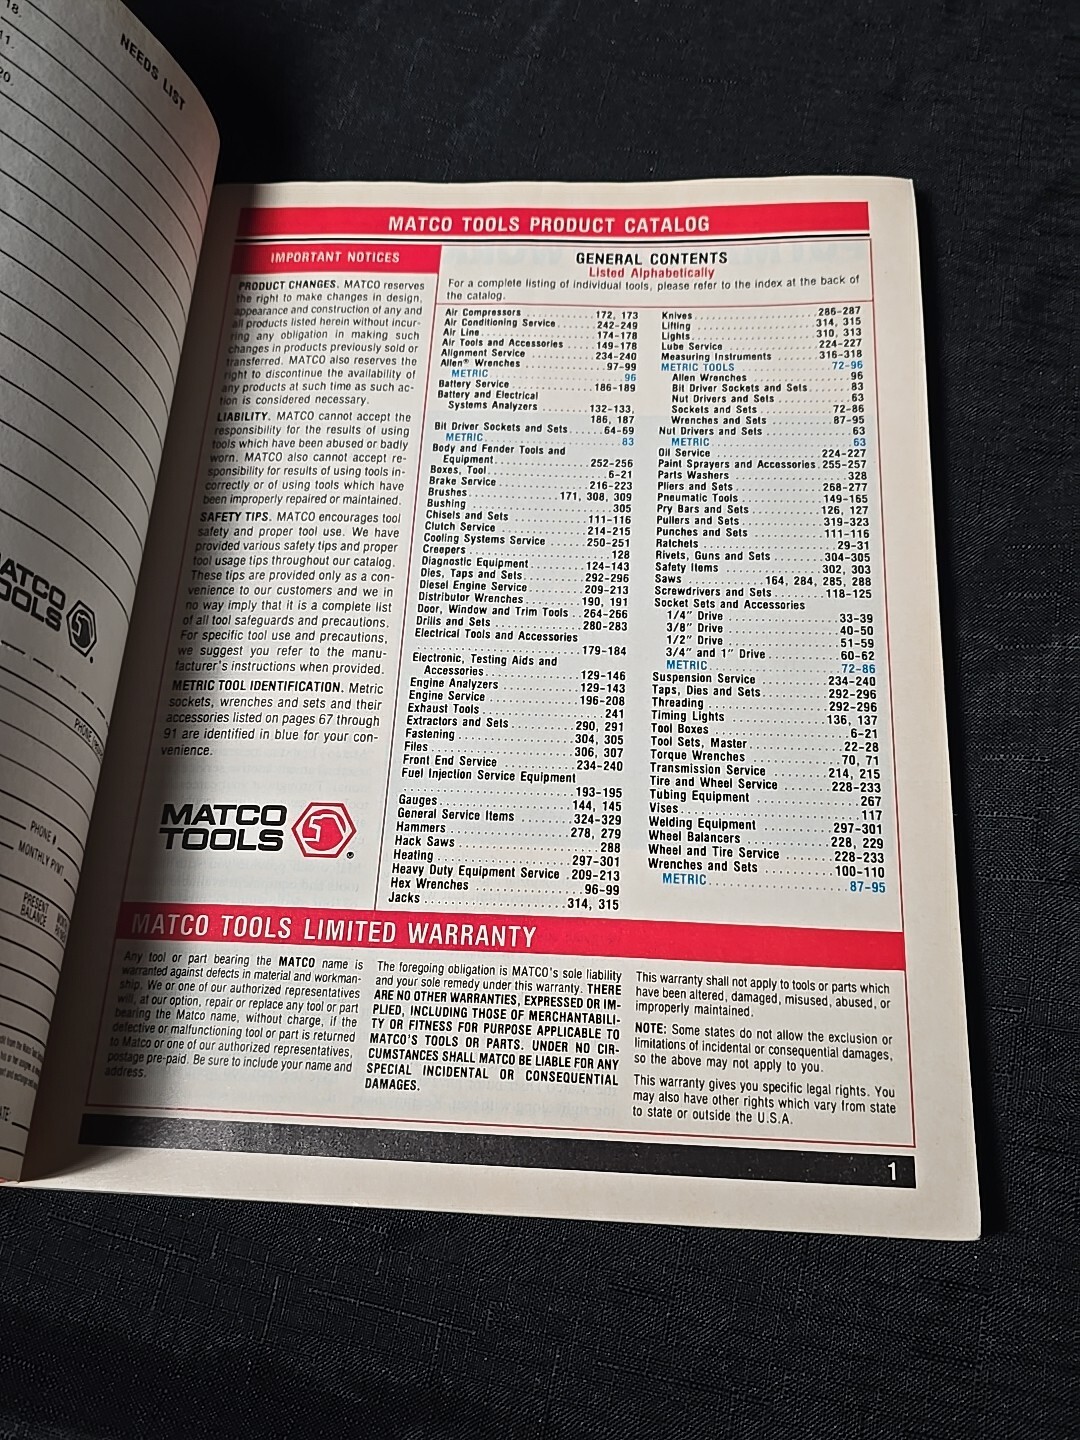 18.
11.
20.
NEEDS LIST
MATCO
TOOLS
PHONE #
MONTHLY PYMT.
PRESENT
BALANCE
MATCO TOOLS PRODUCT CATALOG
IMPORTANT NOTICES
PRODUCT CHANGES. MATCO reserves
the right to make changes in design,
appearance and construction of any and
all products listed herein without incur-
ring any obligation in making such
changes in products previously sold or
transferred. MATCO also reserves the
right to discontinue the availability of
any products at such time as such ac-
tion is considered necessary.
LIABILITY. MATCO cannot accept the
responsibility for the results of using
tools which have been abused or badly
worn. MATCO also cannot accept re-
sponsibility for results of using tools in-
correctly or of using tools which have
been improperly repaired or maintained.
SAFETY TIPS. MATCO encourages tool
safety and proper tool use. We have
provided various safety tips and proper
tool usage tips throughout our catalog.
These tips are provided only as a con-
venience to our customers and we in
no way imply that it is a complete list
of all tool safeguards and precautions.
For specific tool use and precautions,
we suggest you refer to the manu-
facturer's instructions when provided.
METRIC TOOL IDENTIFICATION. Metric
sockets, wrenches and sets and their
accessories listed on pages 67 through
91 are identified in blue for your con-
venience.
MATCO
TOOLS ®
GENERAL CONTENTS
Listed Alphabetically
For a complete listing of individual tools, please refer to the index at the back of
the catalog.
Air Compressors 172, 173
Air Conditioning Service 242-249
Air Line 174-178
Air Tools and Accessories 149-178
Alignment Service 234-240
Allen® Wrenches 97-99
METRIC 96
Battery Service 186-189
Battery and Electrical
Systems Analyzers 132-133,
186, 187
Bit Driver Sockets and Sets 64-69
METRIC 83
Body and Fender Tools and
Equipment 252-256
Boxes, Tool 6-21
Brake Service 216-223
Brushes 171, 308, 309
Bushing 305
Chisels and Sets 111-116
Clutch Service 214-215
Cooling Systems Service 250-251
Creepers 128
Diagnostic Equipment 124-143
Dies, Taps and Sets 292-296
Diesel Engine Service 209-213
Distributor Wrenches 190, 191
Door, Window and Trim Tools 264-266
Drills and Sets 280-283
Electrical Tools and Accessories
179-184
Electronic, Testing Aids and
Accessories 129-146
Engine Analyzers 129-143
Engine Service 196-208
Exhaust Tools 241
Extractors and Sets 290, 291
Fastening 304, 305
Files 306, 307
Front End Service 234-240
Fuel Injection Service Equipment
193-195
Gauges 144, 145
General Service Items 324-329
Hammers 278, 279
Hack Saws 288
Heating 297-301
Heavy Duty Equipment Service 209-213
Hex Wrenches 96-99
Jacks 314, 315
Knives 286-287
Lifting 314, 315
Lights 310, 313
Lube Service 224-227
Measuring Instruments 316-318
METRIC TOOLS 72-96
Allen Wrenches 96
Bit Driver Sockets and Sets 83
Nut Drivers and Sets 63
Sockets and Sets 72-86
Wrenches and Sets 87-95
Nut Drivers and Sets 63
METRIC 63
Oil Service 224-227
Paint Sprayers and Accessories 255-257
Parts Washers 328
Pliers and Sets 268-277
Pneumatic Tools 149-165
Pry Bars and Sets 126, 127
Pullers and Sets 319-323
Punches and Sets 111-116
Ratchets 29-31
Rivets, Guns and Sets 304-305
Safety Items 302, 303
Saws 164, 284, 285, 288
Screwdrivers and Sets 118-125
Socket Sets and Accessories
1/4" Drive 33-39
3/8" Drive 40-50
1/2" Drive 51-59
3/4" and 1" Drive 60-62
METRIC 72-86
Suspension Service 234-240
Taps, Dies and Sets 292-296
Threading 292-296
Timing Lights 136, 137
Tool Boxes 6-21
Tool Sets, Master 22-28
Torque Wrenches 70, 71
Transmission Service 214, 215
Tire and Wheel Service 228-233
Tubing Equipment 267
Vises 117
Welding Equipment 297-301
Wheel Balancers 228, 229
Wheel and Tire Service 228-233
Wrenches and Sets 100-110
METRIC 87-95
MATCO TOOLS LIMITED WARRANTY
Any tool or part bearing the MATCO name is
warranted against defects in material and workman-
ship. We or one of our authorized representatives
will, at our option, repair or replace any tool or part
bearing the Matco name, without charge, if the
defective or malfunctioning tool or part is returned
to Matco or one of our authorized representatives,
postage pre-paid. Be sure to include your name and
address.
The foregoing obligation is MATCO's sole liability
and your sole remedy under this warranty. THERE
ARE NO OTHER WARRANTIES, EXPRESSED OR IM-
PLIED, INCLUDING THOSE OF MERCHANTABILI-
TY OR FITNESS FOR PURPOSE APPLICABLE TO
MATCO'S TOOLS OR PARTS. UNDER NO CIR-
CUMSTANCES SHALL MATCO BE LIABLE FOR ANY
SPECIAL INCIDENTAL OR CONSEQUENTIAL
DAMAGES.
This warranty shall not apply to tools or parts which
have been altered, damaged, misused, abused, or
improperly maintained.
NOTE: Some states do not allow the exclusion or
limitations of incidental or consequential damages,
so the above may not apply to you.
This warranty gives you specific legal rights. You
may also have other rights which vary from state
to state or outside the U.S.A.
1